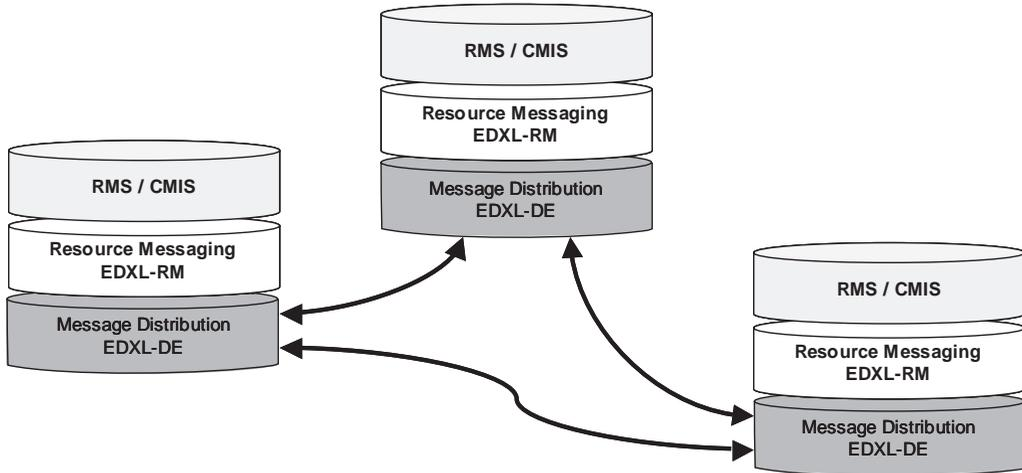 RMS / CMIS
Resource Messaging
EDXL-RM
Message Distribution
EDXL-DE
RMS / CMIS
Resource Messaging
EDXL-RM
Message Distribution
EDXL-DE
RMS / CMIS
Resource Messaging
EDXL-RM
Message Distribution
EDXL-DE